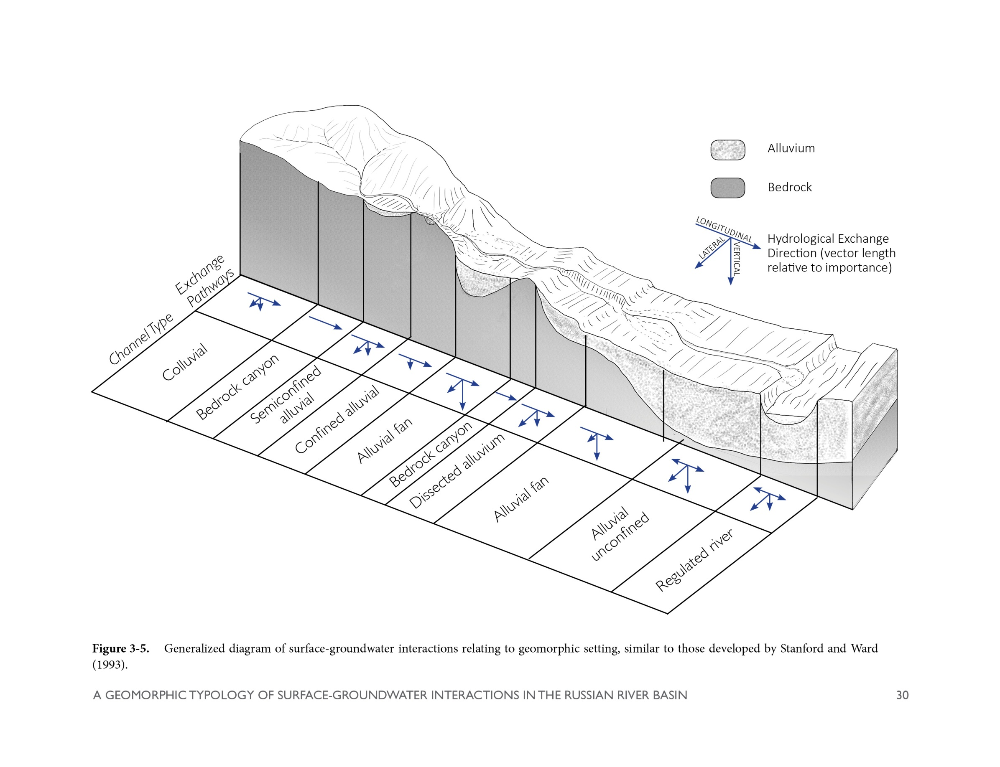 Alluvium
Bedrock
LONGITUDINAL
LATERAL
VERTICAL
Hydrological Exchange
Direction (vector length
relative to importance)
Exchange
Pathways
Channel Type
Colluvial
Bedrock canyon
Semiconfined
alluvial
Confined alluvial
Alluvial fan
Bedrock canyon
Dissected alluvium
Alluvial fan
Alluvial
unconfined
Regulated river
Figure 3-5. Generalized diagram of surface-groundwater interactions relating to geomorphic setting, similar to those developed by Stanford and Ward
(1993).
A GEOMORPHIC TYPOLOGY OF SURFACE-GROUNDWATER INTERACTIONS IN THE RUSSIAN RIVER BASIN 30